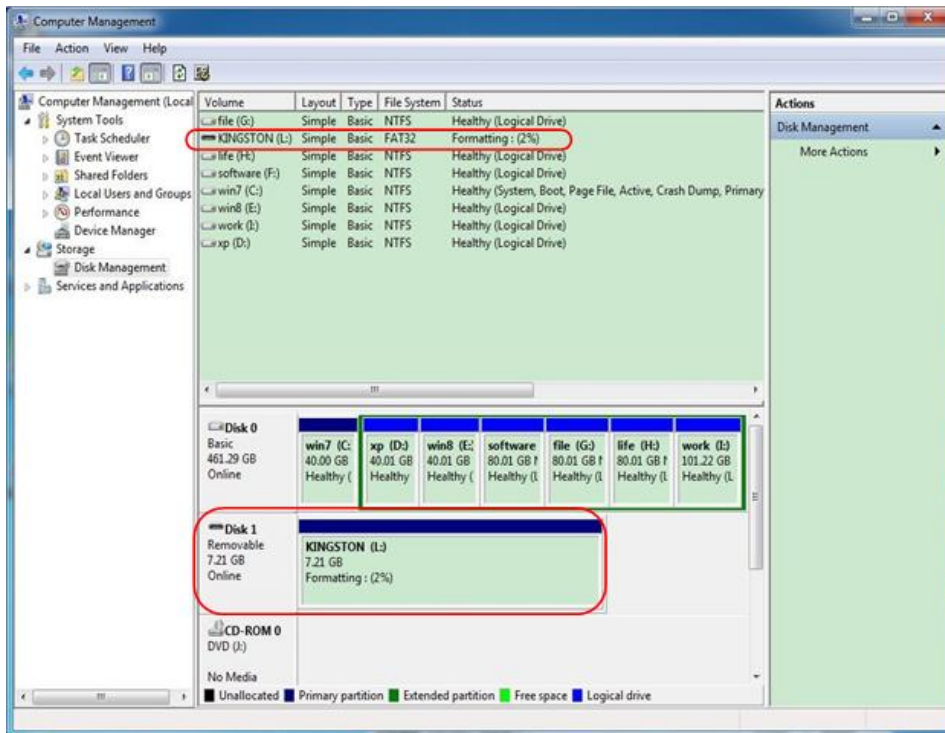 Computer Management
File Action View Help
Computer Management (Local
System Tools
Task Scheduler
Event Viewer
Shared Folders
Local Users and Groups
Performance
Device Manager
Storage
Disk Management
Services and Applications
Volume Layout Type File System Status
file (G:) Simple Basic NTFS Healthy (Logical Drive)
KINGSTON (L:) Simple Basic FAT32 Formatting : (2%)
life (H:) Simple Basic NTFS Healthy (Logical Drive)
software (F:) Simple Basic NTFS Healthy (Logical Drive)
win7 (C:) Simple Basic NTFS Healthy (System, Boot, Page File, Active, Crash Dump, Primary
win8 (E:) Simple Basic NTFS Healthy (Logical Drive)
work (I:) Simple Basic NTFS Healthy (Logical Drive)
xp (D:) Simple Basic NTFS Healthy (Logical Drive)
Disk 0
Basic
461.29 GB
Online
win7 (C: xp (D:) win8 (E: software file (G:) life (H:) work (I:)
40.00 GB 40.01 GB 40.01 GB 80.01 GB 80.01 GB 80.01 GB 101.22 GB
Healthy ( Healthy Healthy ( Healthy (L Healthy (L Healthy (L Healthy (L
Disk 1
Removable
7.21 GB
Online
KINGSTON (L:)
7.21 GB
Formatting : (2%)
CD-ROM 0
DVD (J:)
No Media
Unallocated Primary partition Extended partition Free space Logical drive
Actions
Disk Management
More Actions